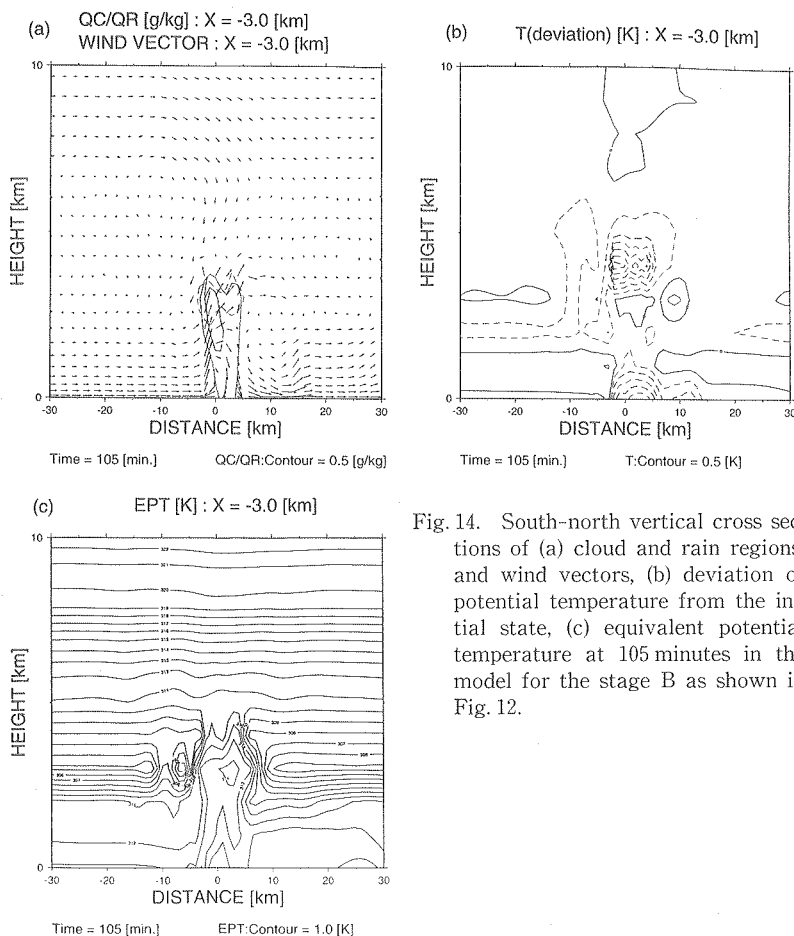 (a) QC/QR [g/kg] : X = -3.0 [km]
WIND VECTOR : X = -3.0 [km]
10
HEIGHT [km]
0
-30 -20 -10 0 10 20 30
DISTANCE [km]
Time = 105 [min.] QC/QR:Contour = 0.5 [g/kg]
(b) T(deviation) [K] : X = -3.0 [km]
10
HEIGHT [km]
0
-30 -20 -10 0 10 20 30
DISTANCE [km]
Time = 105 [min.] T:Contour = 0.5 [K]
(c) EPT [K] : X = -3.0 [km]
10
HEIGHT [km]
0
-30 -20 -10 0 10 20 30
DISTANCE [km]
Time = 105 [min.] EPT:Contour = 1.0 [K]
Fig. 14. South-north vertical cross sec
tions of (a) cloud and rain regions
and wind vectors, (b) deviation o
potential temperature from the in
tial state, (c) equivalent potentia
temperature at 105 minutes in th
model for the stage B as shown i
Fig. 12.